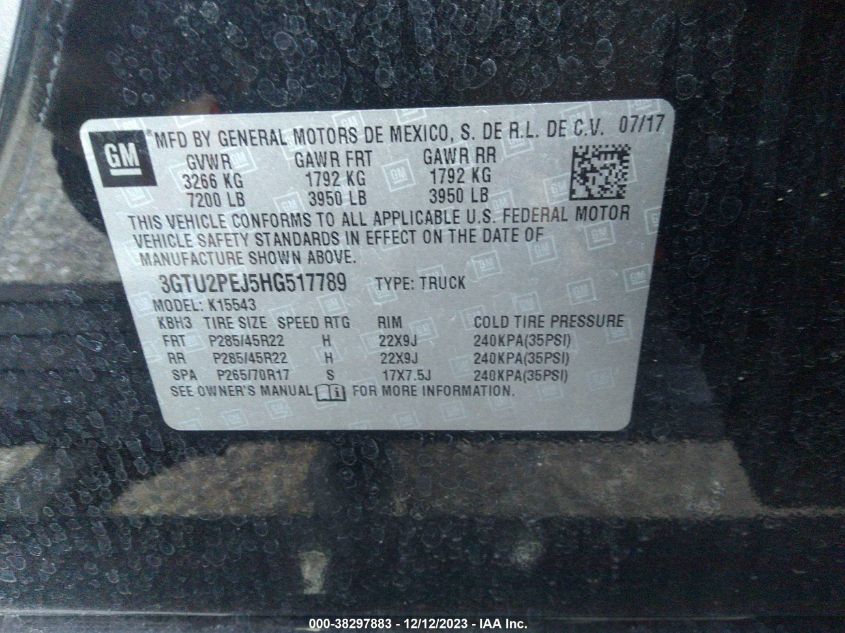 GM ® MFD BY GENERAL MOTORS DE MEXICO, S. DE R.L. DE C.V. 07/17
GVWR GAWR FRT GAWR RR
3266 KG 1792 KG 1792 KG
7200 LB 3950 LB 3950 LB
THIS VEHICLE CONFORMS TO ALL APPLICABLE U.S. FEDERAL MOTOR
VEHICLE SAFETY STANDARDS IN EFFECT ON THE DATE OF
MANUFACTURE SHOWN ABOVE.
3GTU2PEJ5HG517789 TYPE: TRUCK
MODEL: K15543
KBH3 TIRE SIZE SPEED RTG RIM COLD TIRE PRESSURE
FRT P285/45R22 H 22X9J 240KPA(35PSI)
RR P285/45R22 H 22X9J 240KPA(35PSI)
SPA P265/70R17 S 17X7.5J 240KPA(35PSI)
SEE OWNER'S MANUAL FOR MORE INFORMATION.
000-38297883 - 12/12/2023 - IAA Inc.